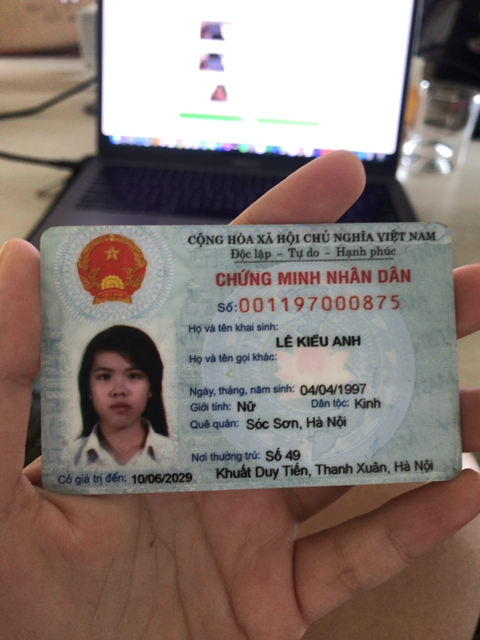 CỘNG HÒA XÃ HỘI CHỦ NGHĨA VIỆT NAM
Độc lập - Tự do - Hạnh phúc
CHỨNG MINH NHÂN DÂN
Số: 001197000875
Họ và tên khai sinh:
LÊ KIỀU ANH
Họ và tên gọi khác:
Ngày, tháng, năm sinh: 04/04/1997
Giới tính: Nữ Dân tộc: Kinh
Quê quán: Sóc Sơn, Hà Nội
Nơi thường trú: Số 49
Khuất Duy Tiến, Thanh Xuân, Hà Nội
Có giá trị đến: 10/06/2029